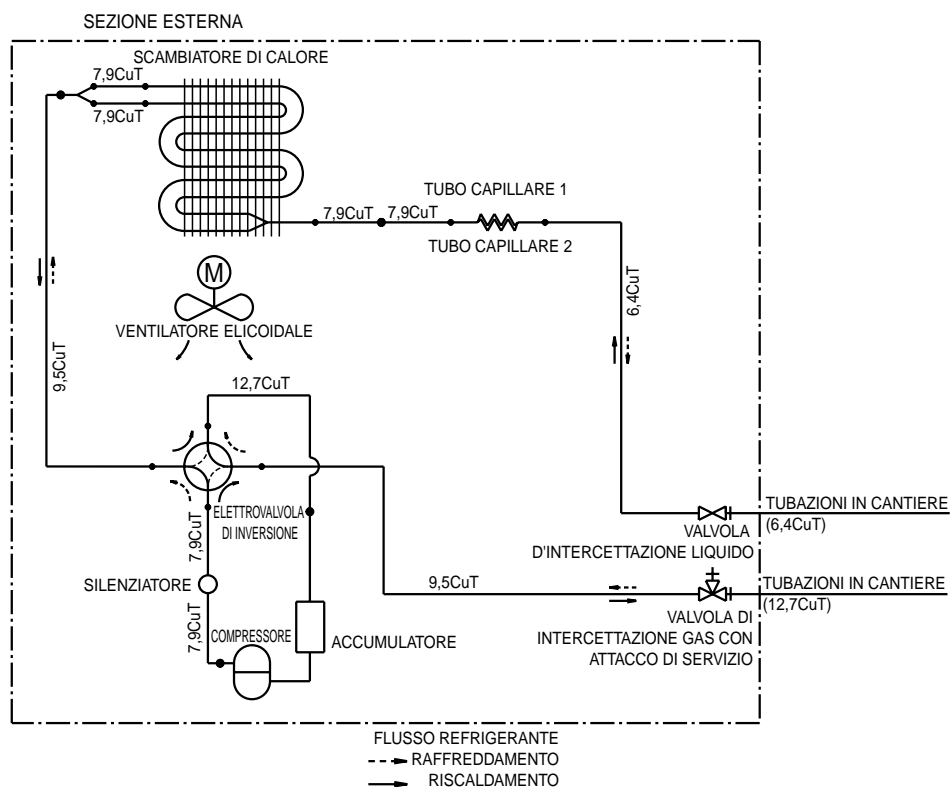 SEZIONE ESTERNA
SCAMBIATORE DI CALORE
7,9CuT
7,9CuT
TUBO CAPILLARE 1
7,9CuT
7,9CuT
TUBO CAPILLARE 2
M
6,4CuT
VENTILATORE ELICOIDALE
9,5CuT
12,7CuT
ELETTROVALVOLA
DI INVERSIONE
7,9CuT
TUBAZIONI IN CANTIERE
(6,4CuT)
VALVOLA
D'INTERCETTAZIONE LIQUIDO
SILENZIATORE
9,5CuT
TUBAZIONI IN CANTIERE
(12,7CuT)
7,9CuT
COMPRESSORE
ACCUMULATORE
VALVOLA DI
INTERCETTAZIONE GAS CON
ATTACCO DI SERVIZIO
FLUSSO REFRIGERANTE
RAFFREDDAMENTO
RISCALDAMENTO